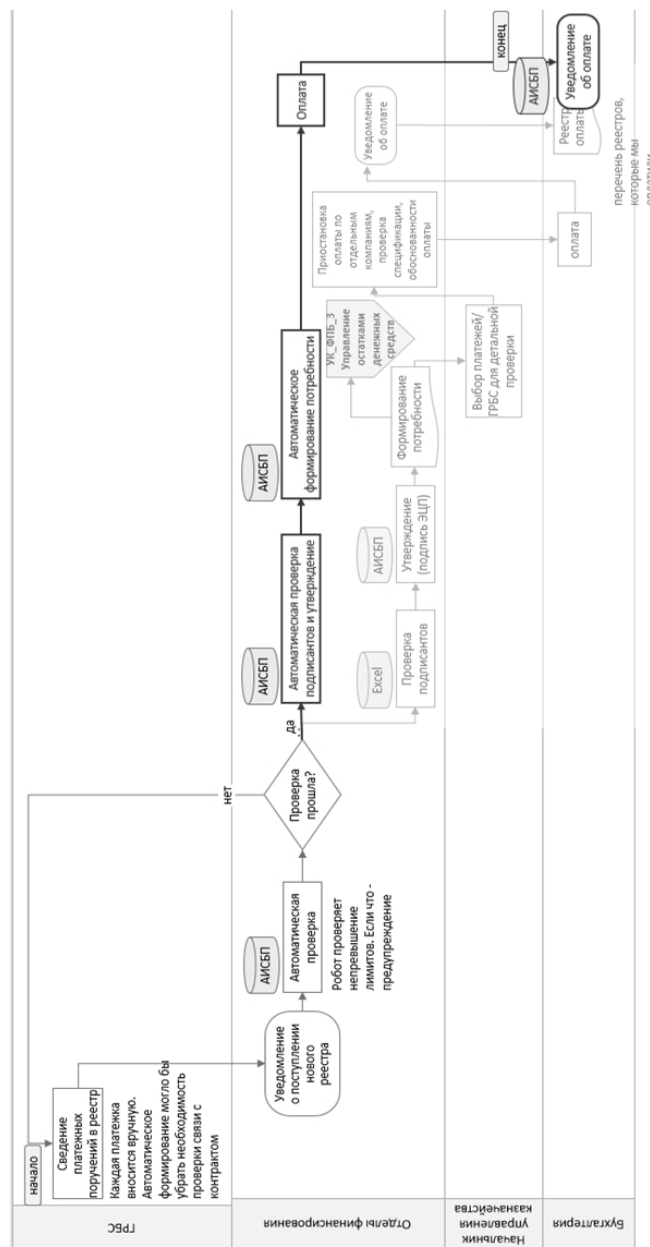 ГРБС
начало
Сведение
платежных
поручений в реестр
Каждая платежка
вносится вручную.
Автоматическое
формирование могло бы
убрать необходимость
проверки связи с
контрактом
нет
Отделы финансирования
Уведомление
о поступлении
нового
реестра
АИСБП
Автоматическая
проверка
Робот проверяет
непревышение
лимитов. Если что -
предупреждение
Проверка
прошла?
да
АИСБП
Автоматическая проверка
подписантов и утверждение
АИСБП
Автоматическое
формирование потребности
Оплата
Excel
Проверка
подписантов
АИСБП
Утверждение
(подпись ЭЦП)
Формирование
потребности
УК_ФПБ_3
Управление
остатками
денежных
средств
Приостановка
оплаты по
отдельным
компаниям,
проверка
спецификации,
обоснованности
оплаты
Уведомление
об оплате
Начальник
управления
казначейства
Выбор платежей/
ГРБС для детальной
проверки
конец
АИСБП
Бухгалтерия
оплата
Реестр
оплаты
Уведомление
об оплате
перечень реестров,
которые мы
оплатили